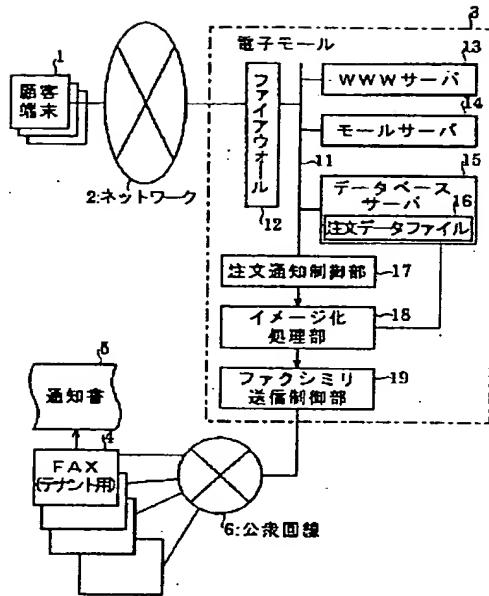 3
電子モール
13
WWWサーバ
14
モールサーバ
15
データベース
サーバ
16
注文データファイル
1
顧客
端末
2:ネットワーク
ファイアウォール
12
11
注文通知制御部
17
イメージ化
処理部
18
ファクシミリ
送信制御部
19
5
通知書
4
FAX
(テナント用)
6:公衆回線